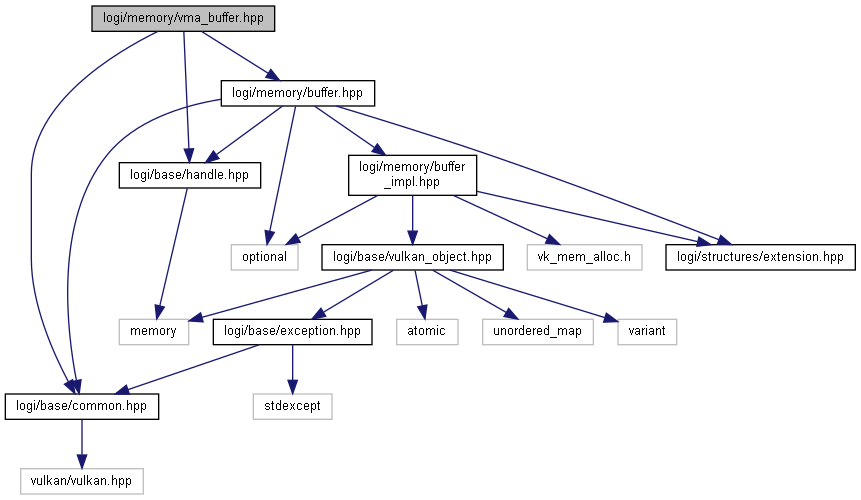 logi/memory/vma_buffer.hpp
logi/memory/buffer.hpp
logi/base/handle.hpp
logi/memory/buffer
_impl.hpp
optional
logi/base/vulkan_object.hpp
vk_mem_alloc.h
logi/structures/extension.hpp
memory
logi/base/exception.hpp
atomic
unordered_map
variant
logi/base/common.hpp
stdexcept
vulkan/vulkan.hpp